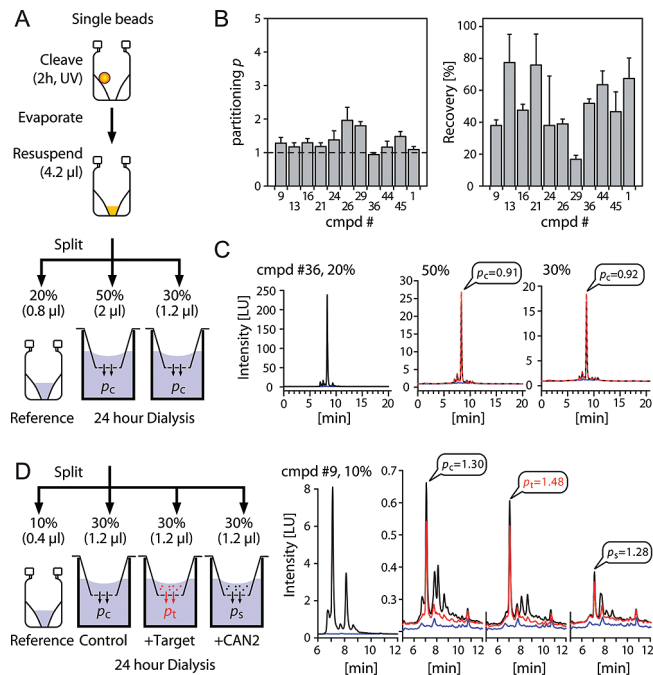 A
Single beads
Cleave
(2h, UV)
Evaporate
Resuspend
(4.2 µl)
Split
20%
(0.8 µl)
50%
(2 µl)
30%
(1.2 µl)
pc
pc
Reference
24 hour Dialysis
B
partitioning p
5
4
3
2
1
0
9
13
16
21
24
26
29
36
44
45
1
cmpd #
Recovery [%]
100
80
60
40
20
0
9
13
16
21
24
26
29
36
44
45
1
cmpd #
C
cmpd #36, 20%
Intensity [LU]
250
200
150
100
50
0
0
5
10
15
20
[min]
50%
pc=0.91
30
25
20
15
10
5
0
0
5
10
15
20
[min]
30%
pc=0.92
25
20
15
10
5
0
0
5
10
15
20
[min]
D
Split
10%
(0.4 µl)
30%
(1.2 µl)
30%
(1.2 µl)
30%
(1.2 µl)
pc
pt
ps
Reference
Control
+Target
+CAN2
24 hour Dialysis
cmpd #9, 10%
Intensity [LU]
8
6
4
2
0
6
8
10
12
[min]
pc=1.30
pt=1.48
ps=1.28
0.7
0.6
0.5
0.4
0.3
0.2
6
8
10
12
6
8
10
12
6
8
10
12
[min]
[min]
[min]